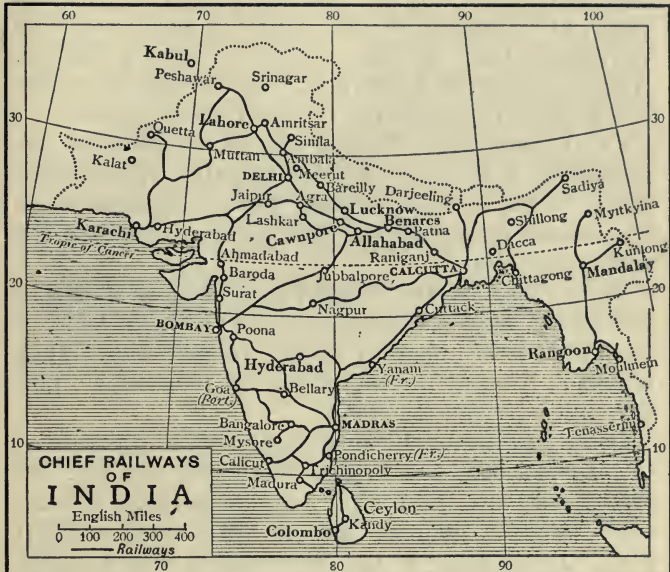 60 70 80 90 100
Kabul
Peshawar
Srinagar
30
Lahore
Amritsar
30
Quetta
Simla
Kalat
Multan
Ambala
DELHI
Meerut
Bareilly
Darjeeling
Sadiya
Jaipur
Agra
Lashkar
Lucknow
Shillong
Myitkyina
Cawnpore
Benares
Karachi
Hyderabad
Allahabad
Patna
Dacca
Kunlong
Tropic of Cancr.
Ahmadabad
Raniganj
Baroda
Jubbalpore
CALCUTTA
Chittagong
Mandalay
20
Surat
Nagpur
Cuttack
20
BOMBAY
Poona
Hyderabad
Yanam
(Fr.)
Rangoon
Moulmein
Goa
(Port.)
Bellary
Bangalore
MADRAS
Tenasserim
Mysore
10
Calicut
Pondicherry (Fr.)
10
Trichinopoly
Madura
Ceylon
Kandy
Colombo
CHIEF RAILWAYS
OF
INDIA
English Miles
0 100 200 300 400
Railways
70 80 90